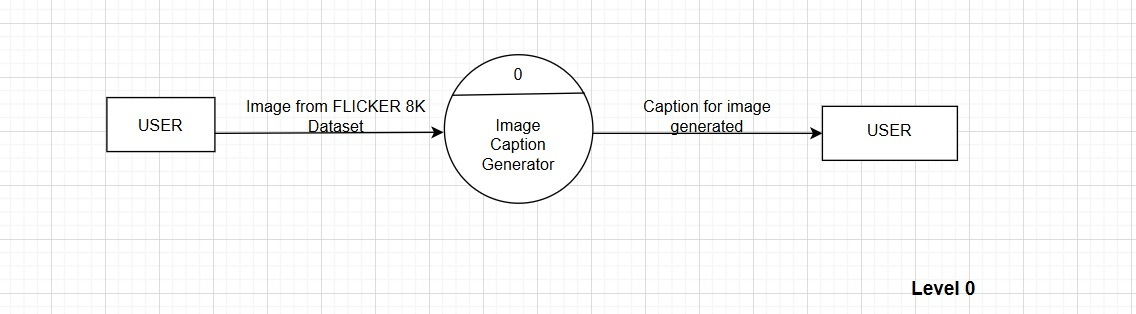 0
Image from FLICKER 8K
Dataset
Caption for image
generated
USER
Image
Caption
Generator
USER
Level 0